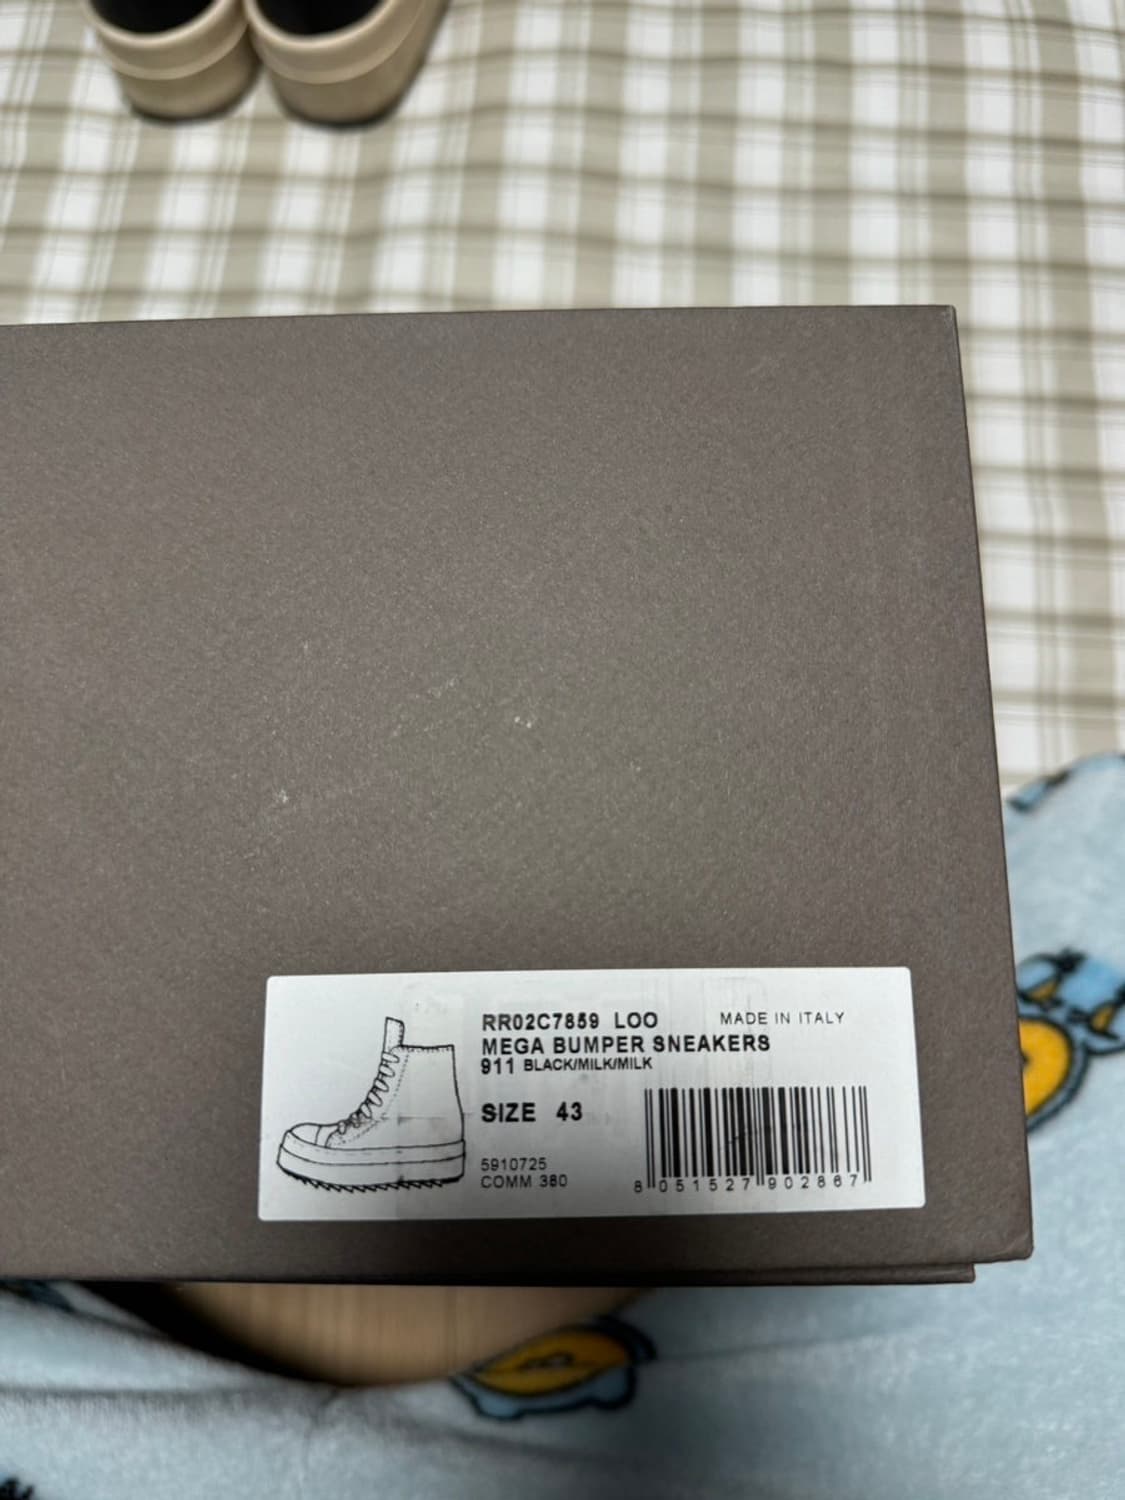 RR02C7859 LOO MADE IN ITALY
MEGA BUMPER SNEAKERS
911 BLACK/MILK/MILK
SIZE 43
5910725
COMM 380
8 051527 902867